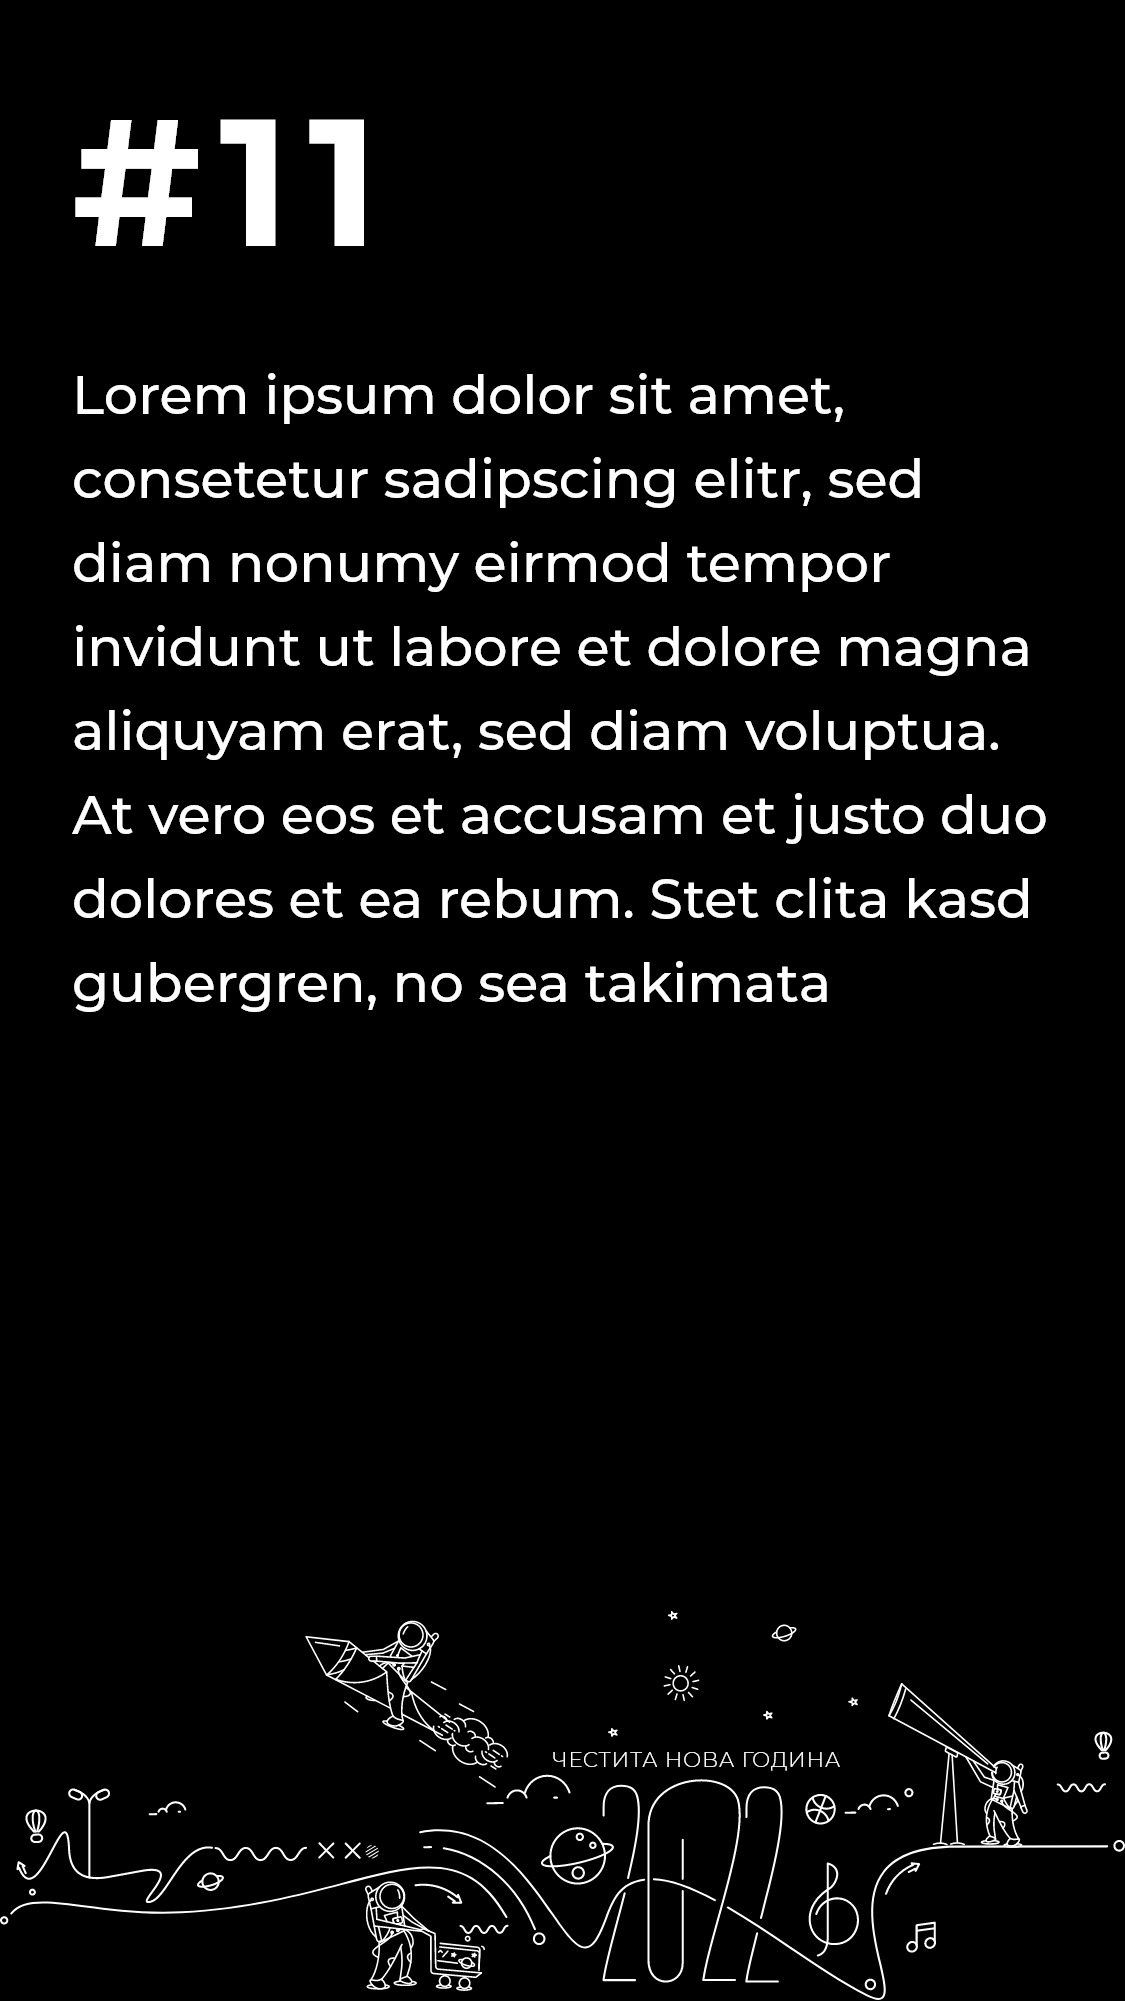 #11
Lorem ipsum dolor sit amet,
consetetur sadipscing elitr, sed
diam nonumy eirmod tempor
invidunt ut labore et dolore magna
aliquyam erat, sed diam voluptua.
At vero eos et accusam et justo duo
dolores et ea rebum. Stet clita kasd
gubergren, no sea takimata
ЧЕСТИТА НОВА ГОДИНА
2022